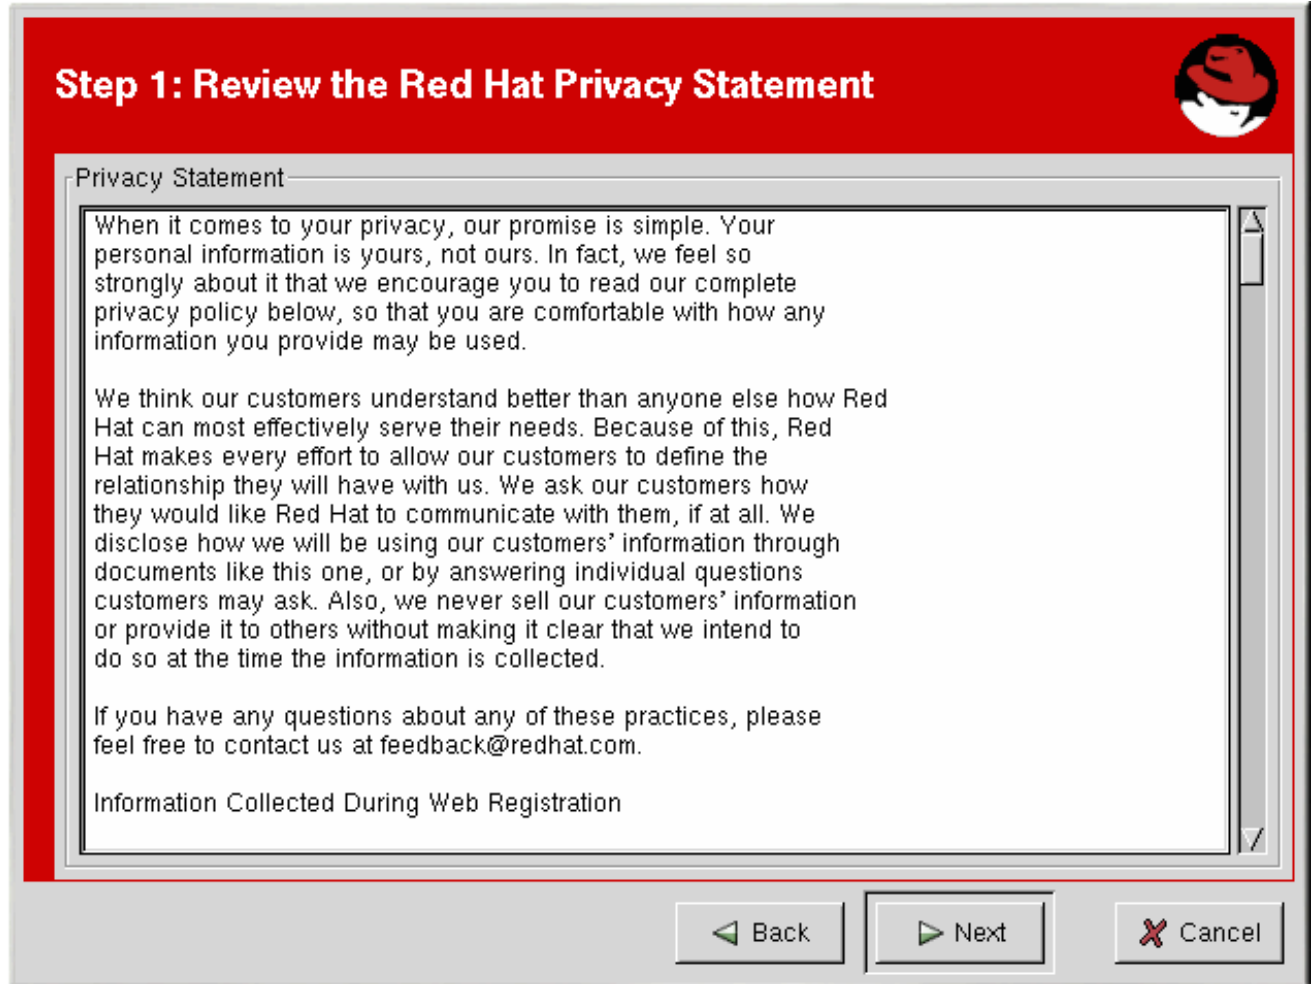 Step 1: Review the Red Hat Privacy Statement
Privacy Statement
When it comes to your privacy, our promise is simple. Your
personal information is yours, not ours. In fact, we feel so
strongly about it that we encourage you to read our complete
privacy policy below, so that you are comfortable with how any
information you provide may be used.
We think our customers understand better than anyone else how Red
Hat can most effectively serve their needs. Because of this, Red
Hat makes every effort to allow our customers to define the
relationship they will have with us. We ask our customers how
they would like Red Hat to communicate with them, if at all. We
disclose how we will be using our customers' information through
documents like this one, or by answering individual questions
customers may ask. Also, we never sell our customers' information
or provide it to others without making it clear that we intend to
do so at the time the information is collected.
If you have any questions about any of these practices, please
feel free to contact us at feedback@redhat.com.
Information Collected During Web Registration
Back
Next
Cancel